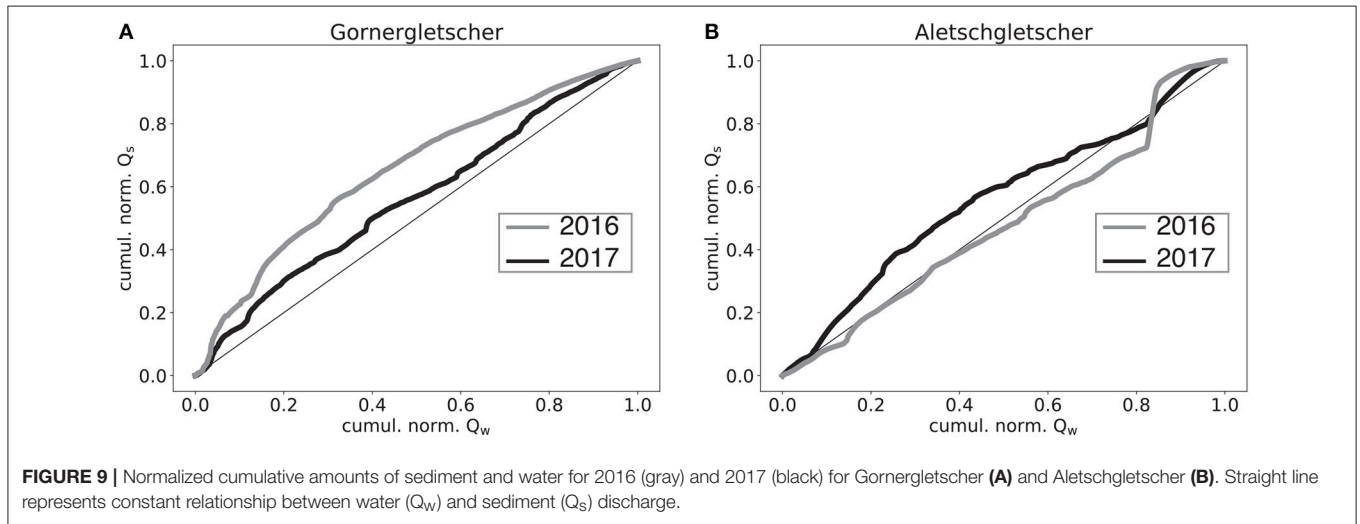 A
Gornergletscher
1.0
0.8
0.6
0.4
0.2
0.0
cumul. norm. Qs
2016
2017
0.0 0.2 0.4 0.6 0.8 1.0
cumul. norm. Qw
B
Aletschgletscher
1.0
0.8
0.6
0.4
0.2
0.0
cumul. norm. Qs
2016
2017
0.0 0.2 0.4 0.6 0.8 1.0
cumul. norm. Qw
FIGURE 9 | Normalized cumulative amounts of sediment and water for 2016 (gray) and 2017 (black) for Gornergletscher (A) and Aletschgletscher (B). Straight line
represents constant relationship between water (Qw) and sediment (Qs) discharge.